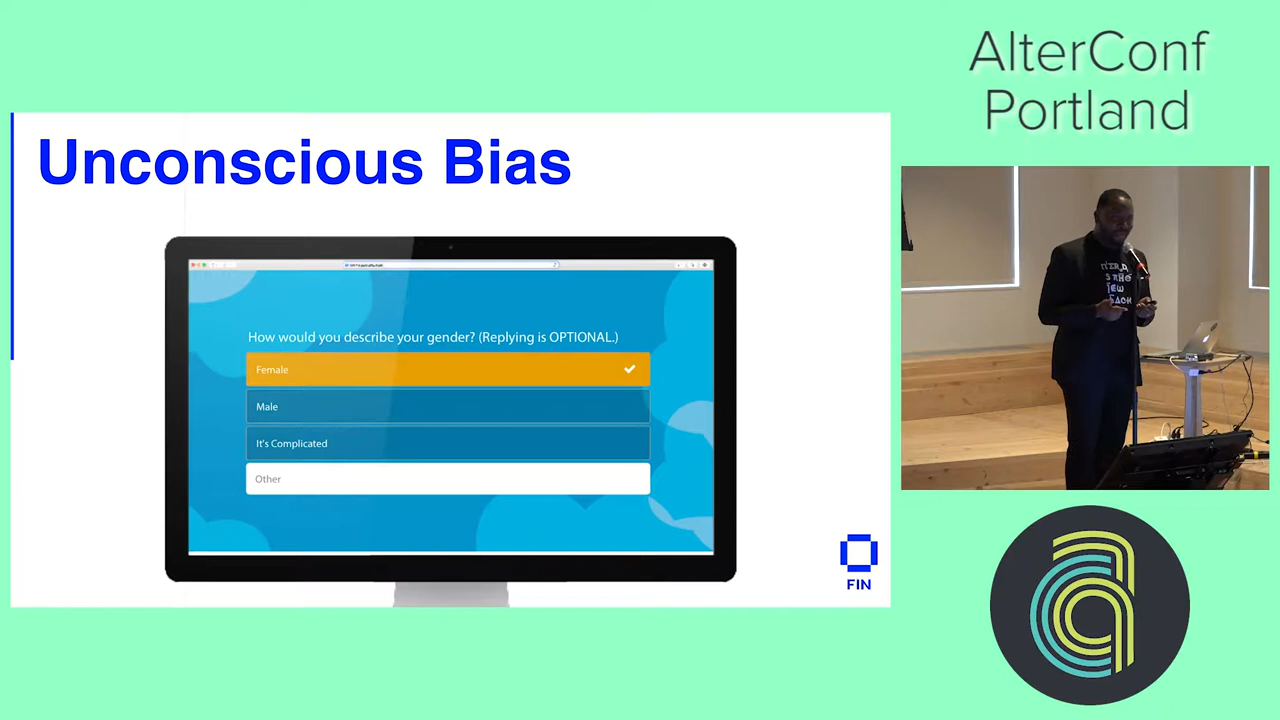 AlterConf
Portland
Unconscious Bias
How would you describe your gender? (Replying is OPTIONAL.)
Female
Male
It's Complicated
Other
FIN